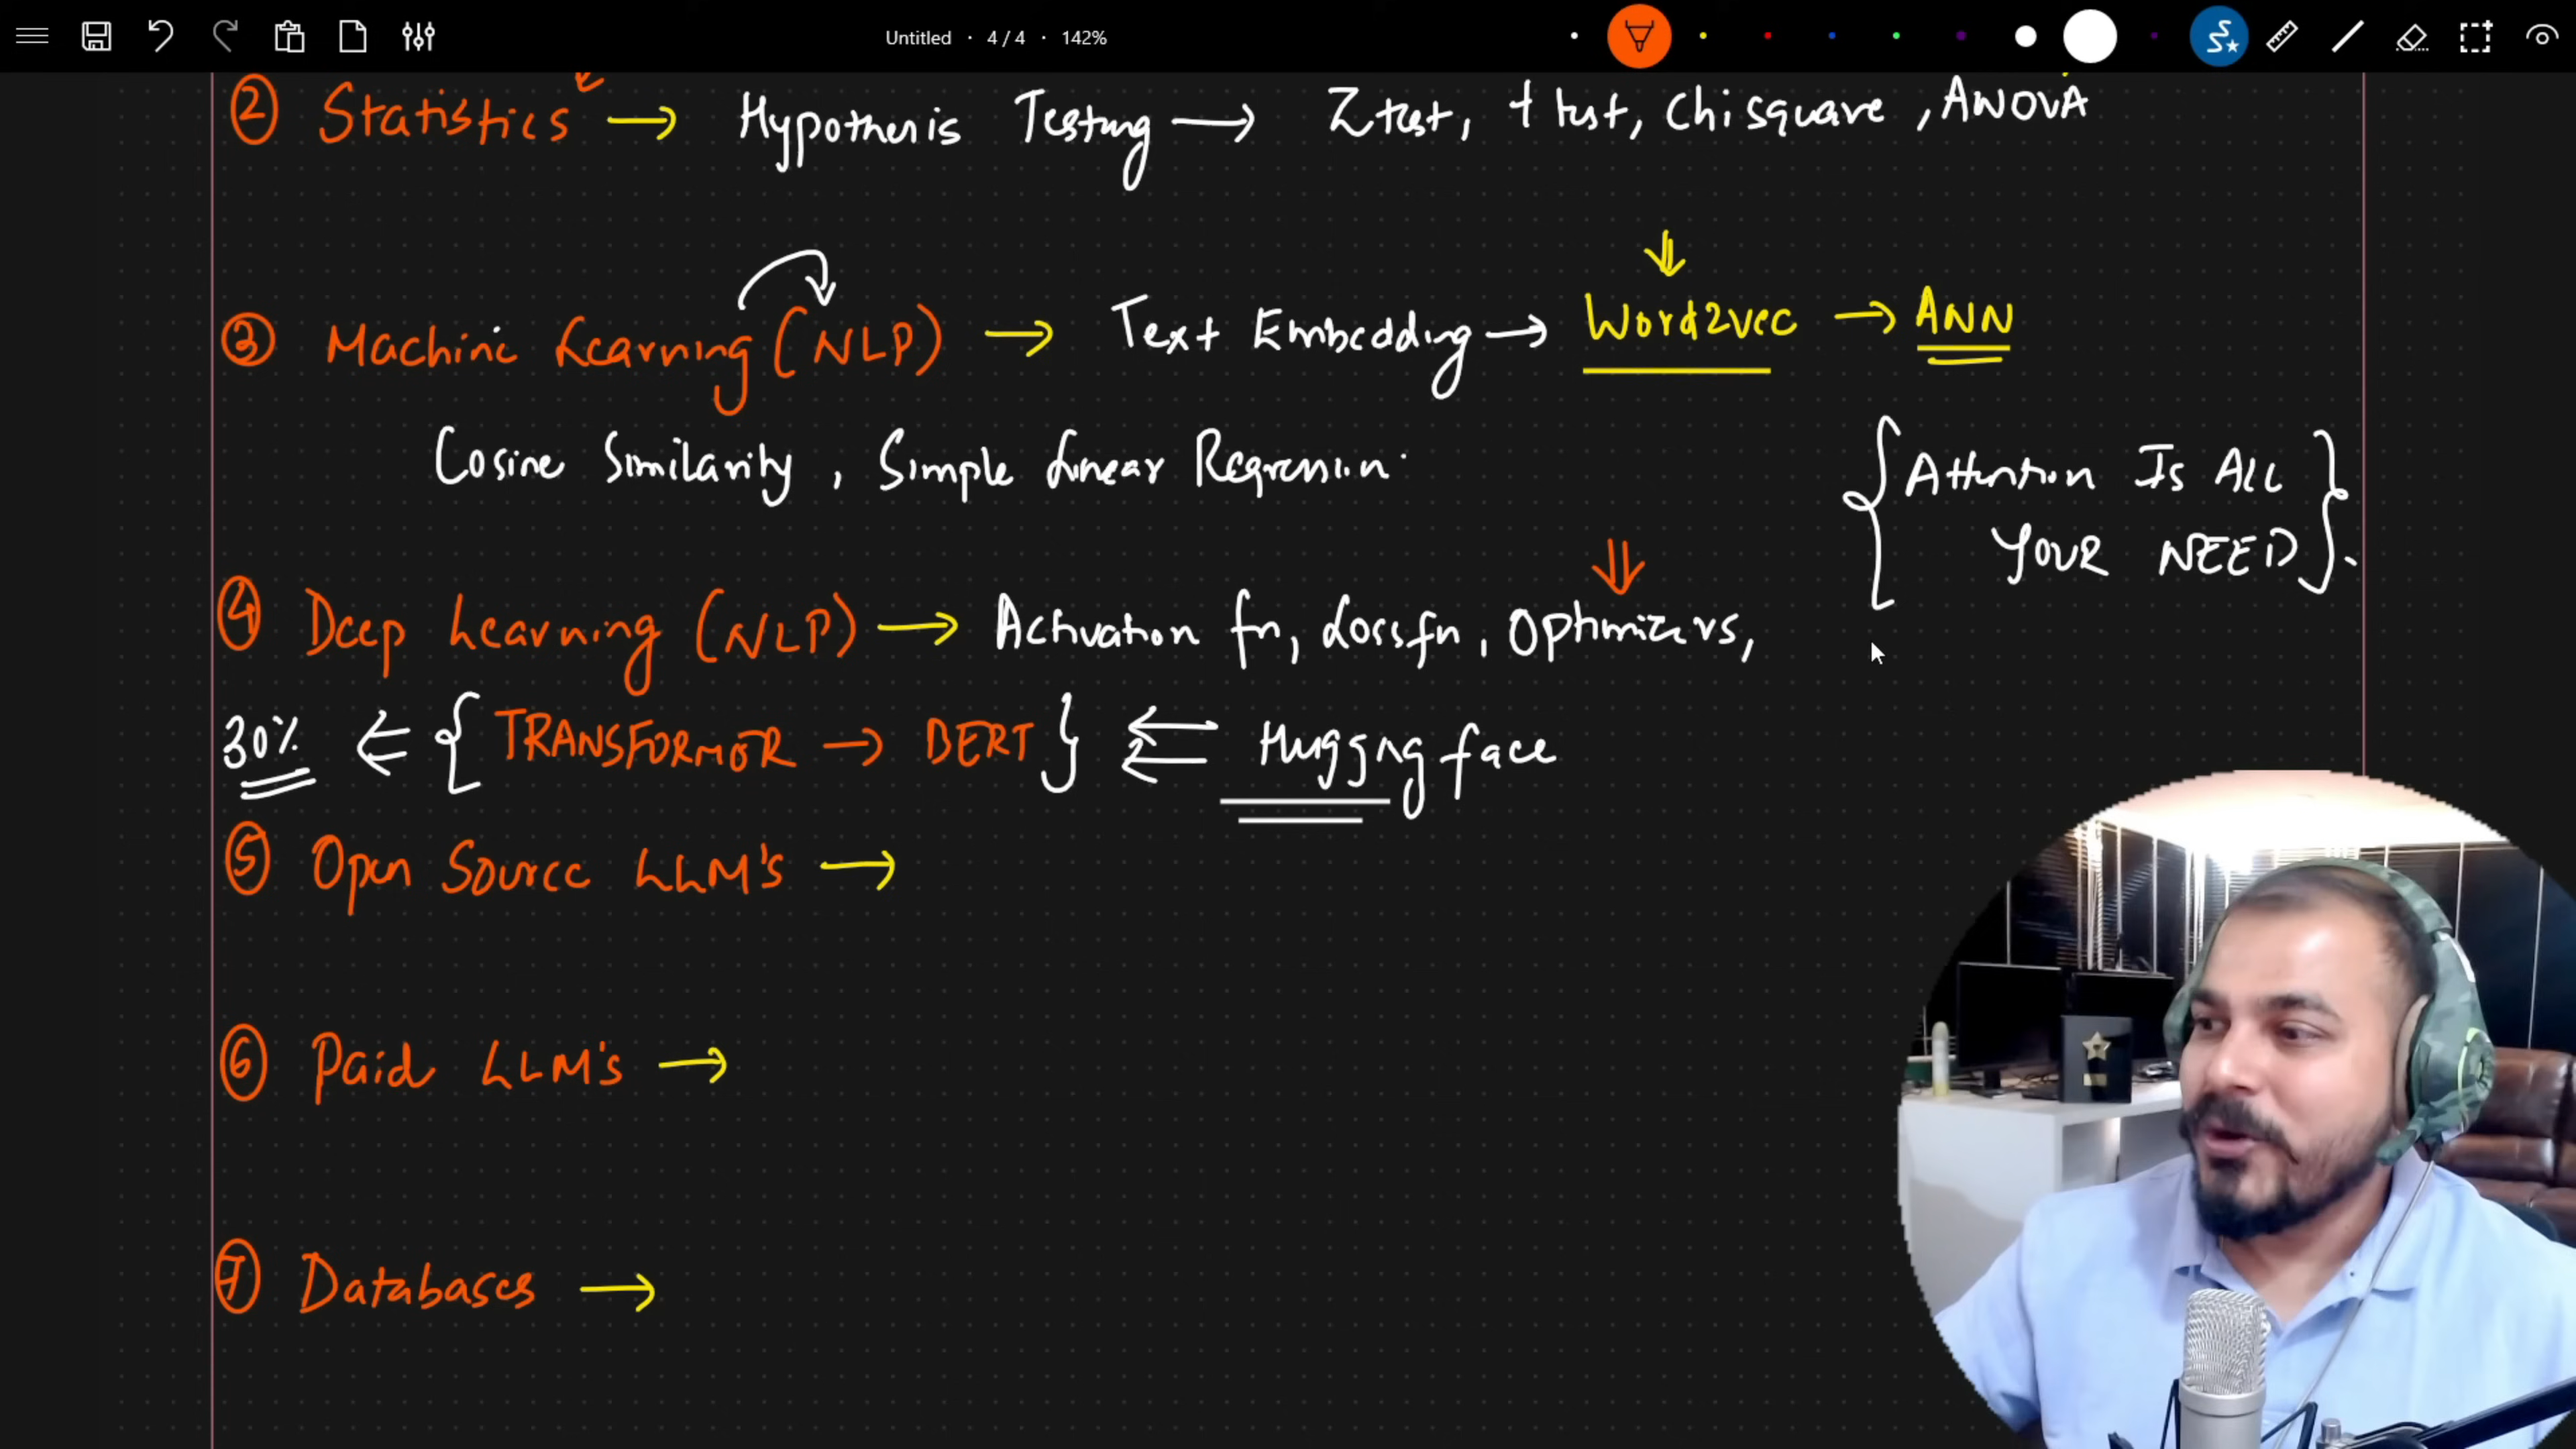 Untitled · 4 / 4 · 142%
② Statistics → Hypothesis Testing → Z test, t test, Chi square, ANOVA
③ Machine Learning (NLP) → Text Embedding → Word2vec → ANN
Cosine Similarity, Simple Linear Regression.
{Attention Is ALL
YOUR NEED}.
④ Deep Learning (NLP) → Activation fn, Loss fn, Optimizers,
30% ⇐ {TRANSFORMER → BERT} ⇐ Hugging face
⑤ Open Source LLM's →
⑥ Paid LLM's →
⑦ Databases →